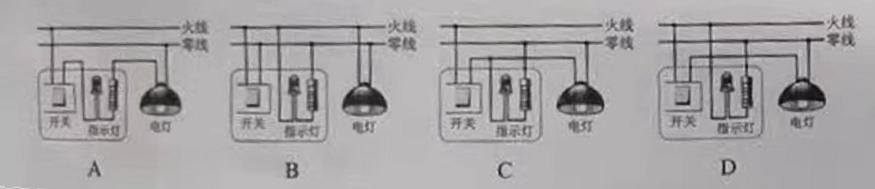 火线 火线 火线 火线
零线 零线 零线 零线
开关 指示灯 电灯 开关 指示灯 电灯 开关 指示灯 电灯 开关 指示灯 电灯
A B C D